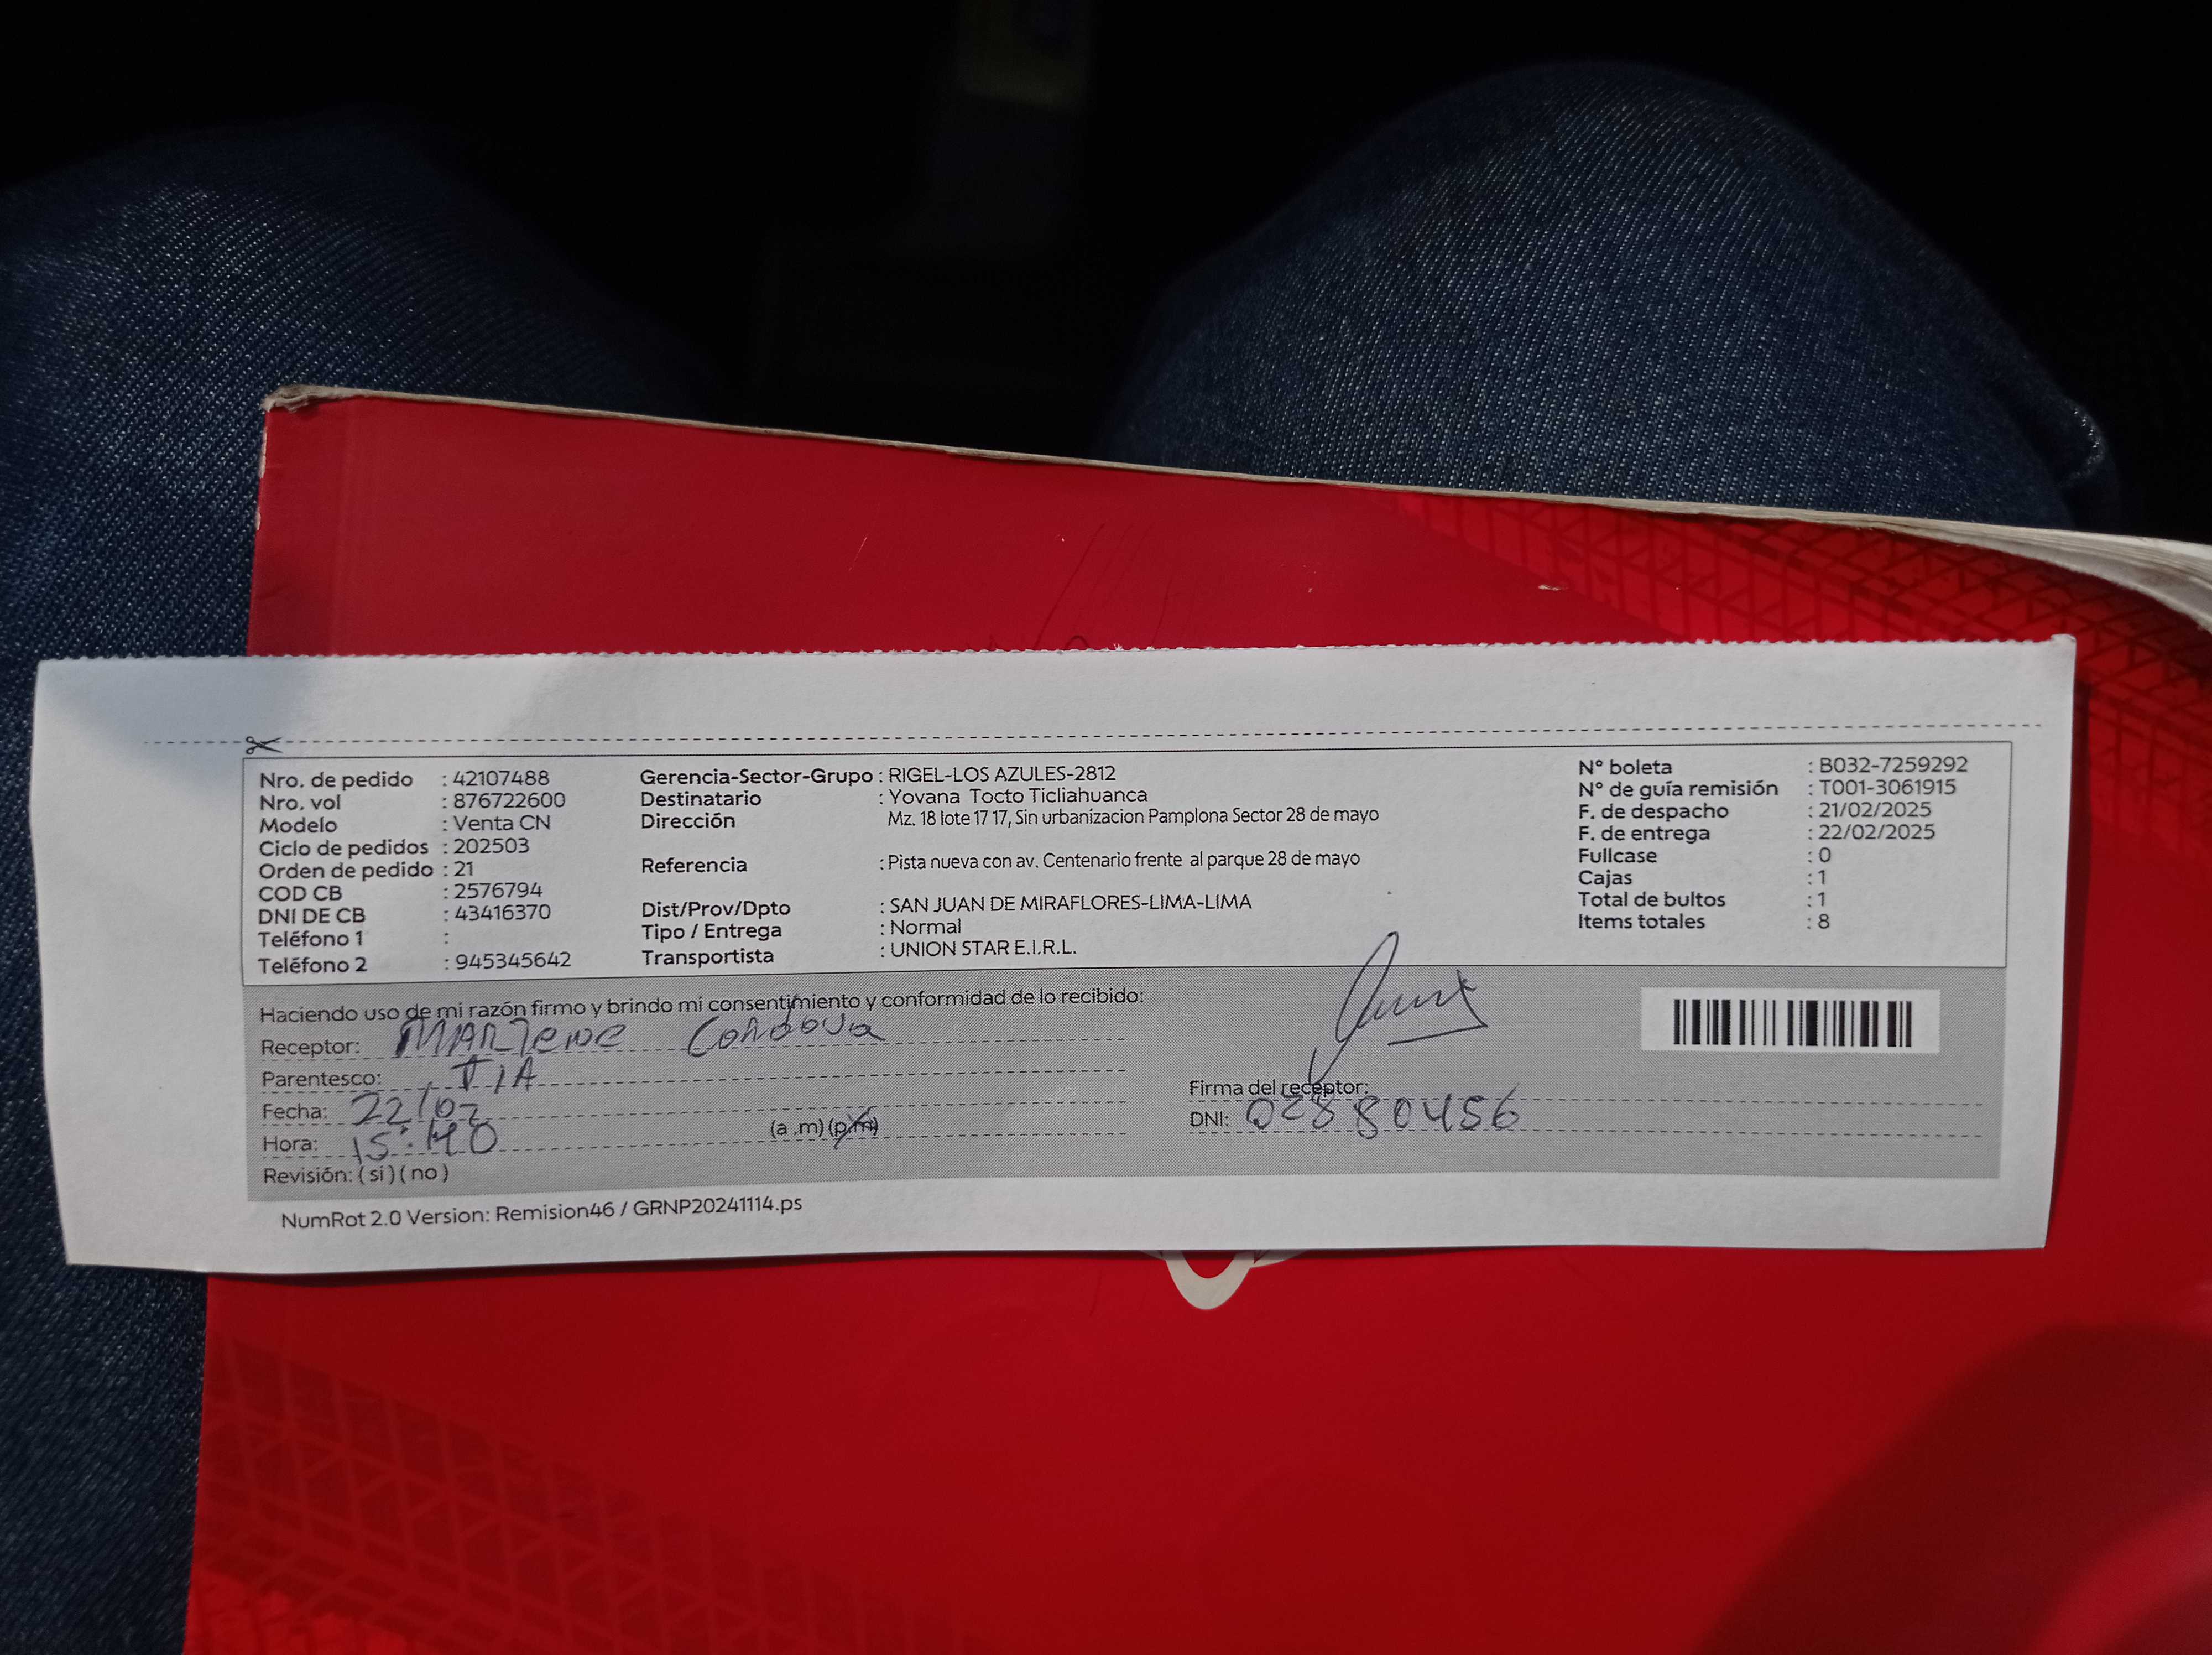 Nro. de pedido : 42107488
Nro. vol : 876722600
Modelo : Venta CN
Ciclo de pedidos : 202503
Orden de pedido : 21
COD CB : 2576794
DNI DE CB : 43416370
Teléfono 1 :
Teléfono 2 : 945345642
Gerencia-Sector-Grupo : RIGEL-LOS AZULES-2812
Destinatario : Yovana Tocto Ticliahuanca
Dirección Mz. 18 lote 17 17, Sin urbanizacion Pamplona Sector 28 de mayo
Referencia : Pista nueva con av. Centenario frente al parque 28 de mayo
Dist/Prov/Dpto : SAN JUAN DE MIRAFLORES-LIMA-LIMA
Tipo / Entrega : Normal
Transportista : UNION STAR E.I.R.L.
N° boleta : B032-7259292
N° de guía remisión : T001-3061915
F. de despacho : 21/02/2025
F. de entrega : 22/02/2025
Fullcase : 0
Cajas : 1
Total de bultos : 1
Items totales : 8
Haciendo uso de mi razón firmo y brindo mi consentimiento y conformidad de lo recibido:
Receptor: MARlene Cordova
Parentesco: TIA
Fecha: 22/02
Hora: 15:40 (a .m) (p.m)
Revisión: ( si ) ( no )
Firma del receptor:
DNI: 02880456
NumRot 2.0 Version: Remision46 / GRNP20241114.ps